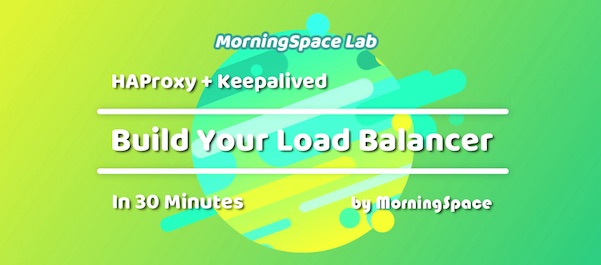 MorningSpace Lab
HAProxy + Keepalived
Build Your Load Balancer
In 30 Minutes
by MorningSpace